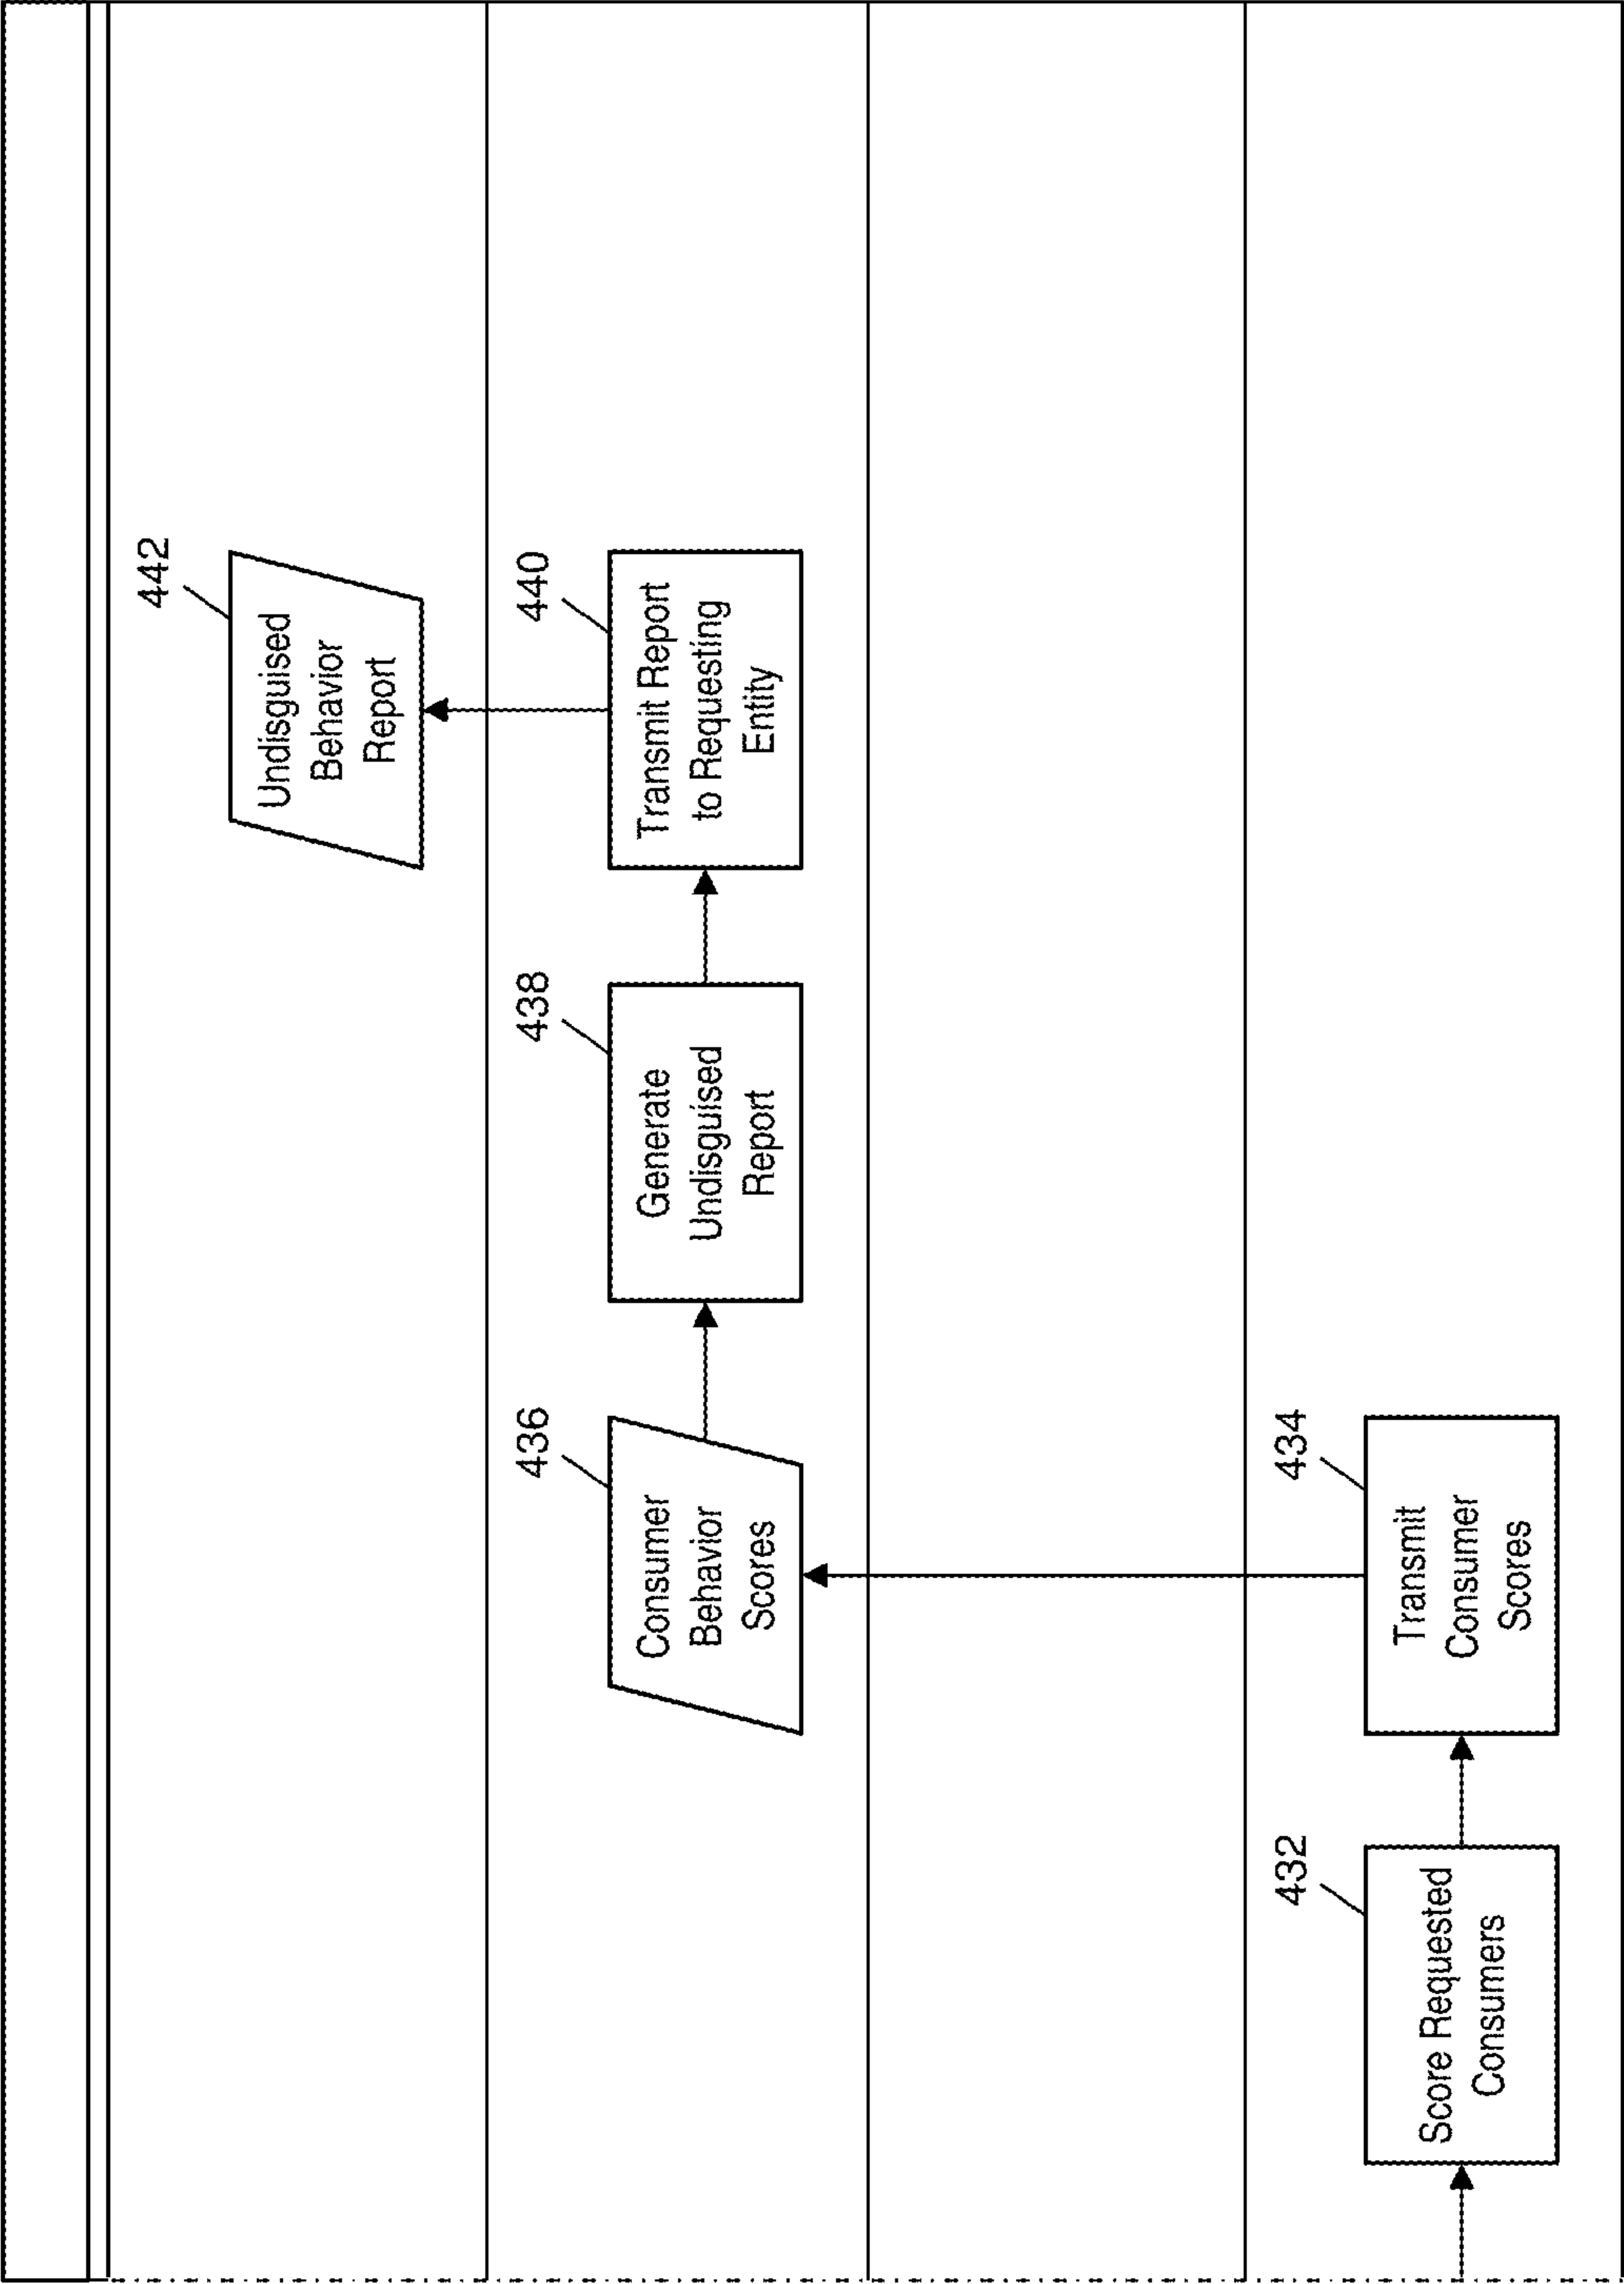 442
Undisguised
Behavior
Report
436
Consumer
Behavior
Scores
438
Generate
Undisguised
Report
440
Transmit Report
to Requesting
Entity
432
Score Requested
Consumers
434
Transmit
Consumer
Scores